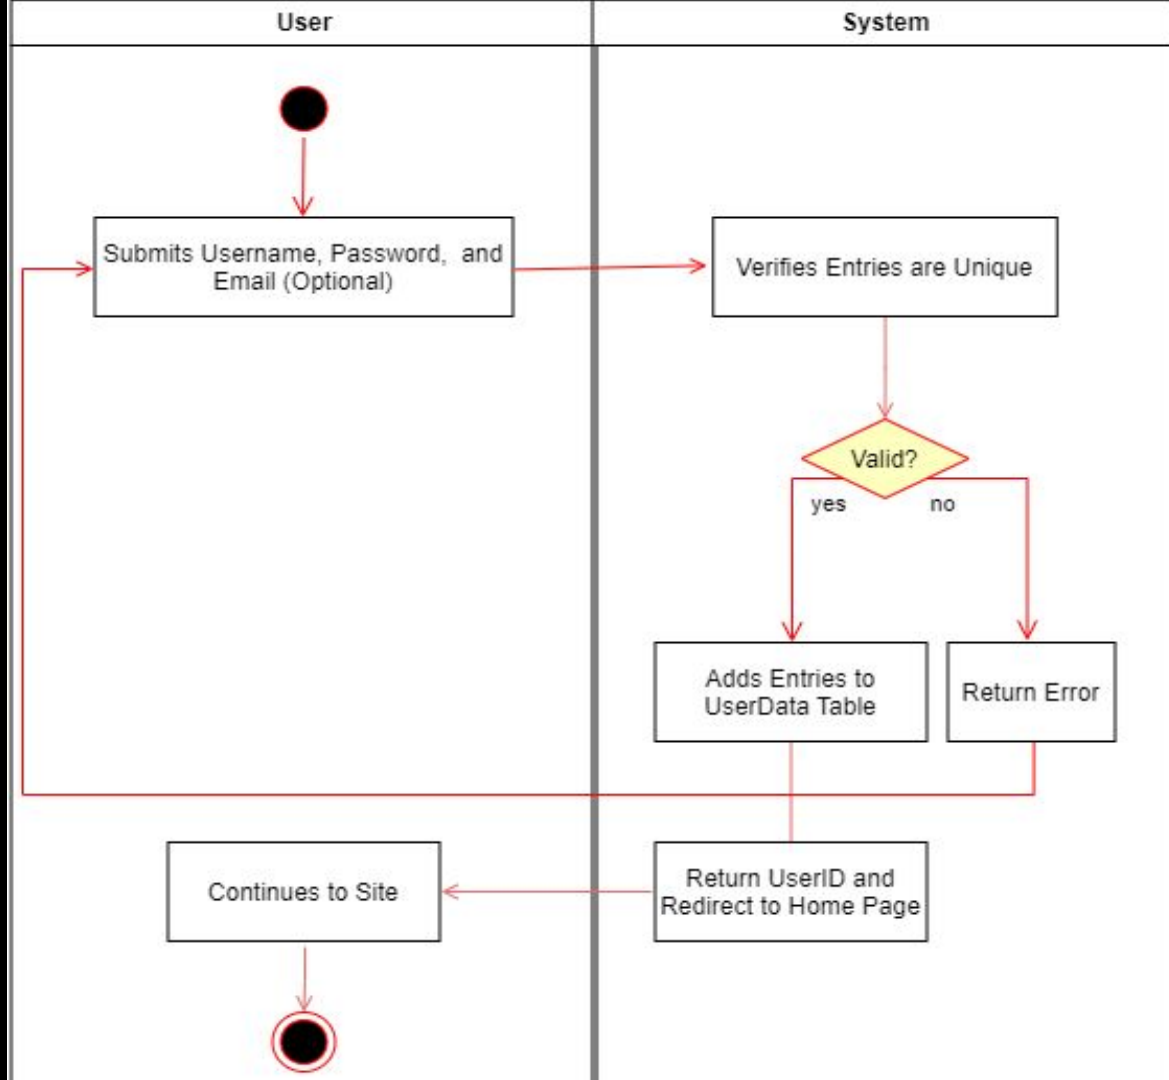 User
System
Submits Username, Password, and
Email (Optional)
Verifies Entries are Unique
Valid?
yes
no
Adds Entries to
UserData Table
Return Error
Continues to Site
Return UserID and
Redirect to Home Page